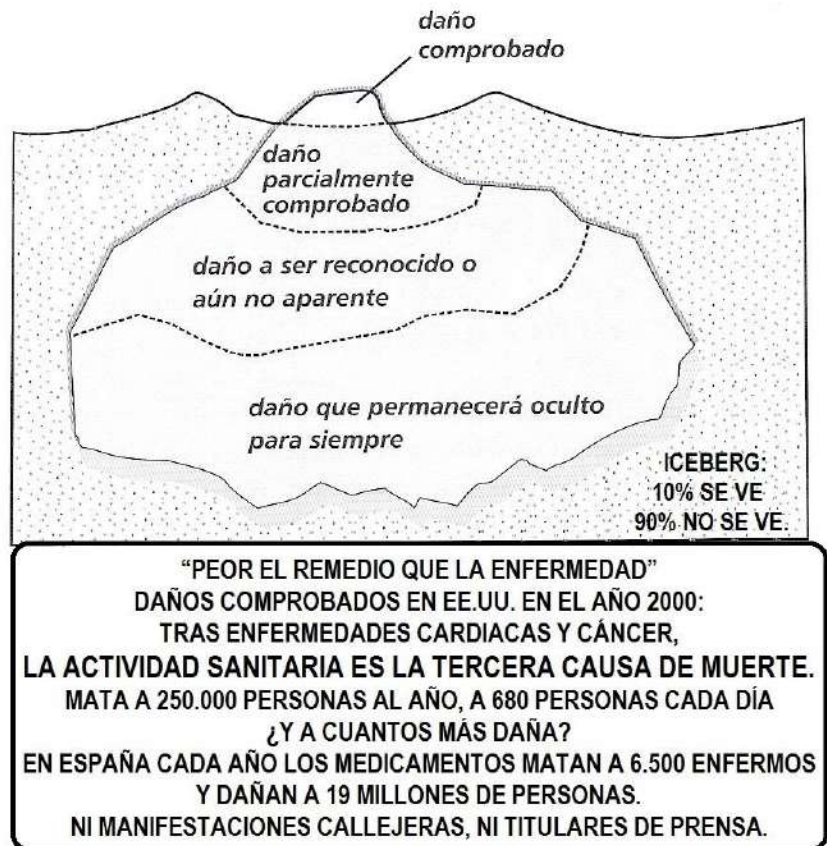 daño
comprobado
daño
parcialmente
comprobado
daño a ser reconocido o
aún no aparente
daño que permanecerá oculto
para siempre
ICEBERG:
10% SE VE
90% NO SE VE.
“PEOR EL REMEDIO QUE LA ENFERMEDAD”
DAÑOS COMPROBADOS EN EE.UU. EN EL AÑO 2000:
TRAS ENFERMEDADES CARDIACAS Y CÁNCER,
LA ACTIVIDAD SANITARIA ES LA TERCERA CAUSA DE MUERTE.
MATA A 250.000 PERSONAS AL AÑO, A 680 PERSONAS CADA DÍA
¿Y A CUANTOS MÁS DAÑA?
EN ESPAÑA CADA AÑO LOS MEDICAMENTOS MATAN A 6.500 ENFERMOS
Y DAÑAN A 19 MILLONES DE PERSONAS.
NI MANIFESTACIONES CALLEJERAS, NI TITULARES DE PRENSA.